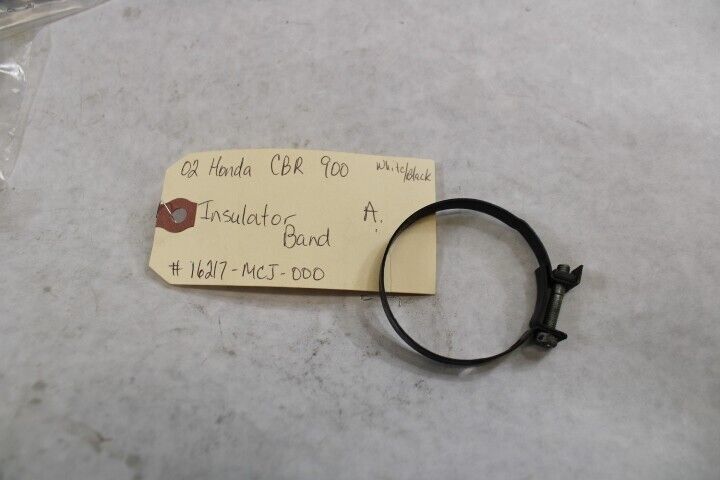 02 Honda CBR 900 White/Black
Insulator A.
Band
# 16217-MCJ-000